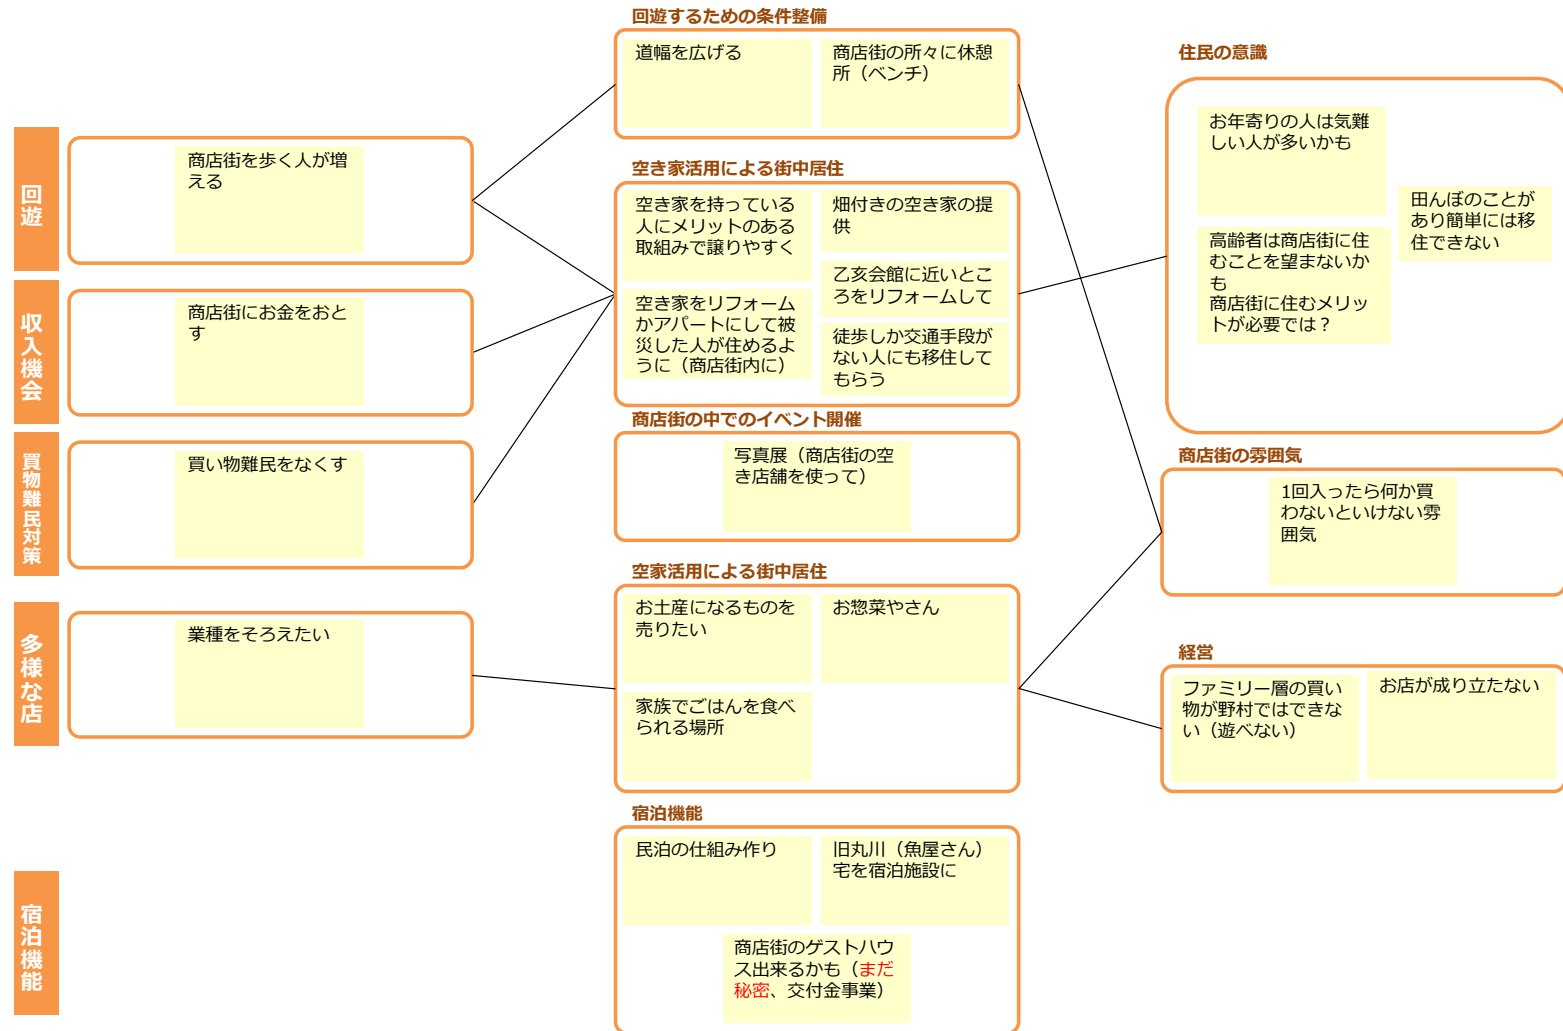 回遊
商店街を歩く人が増
える
収入機会
商店街にお金をおと
す
買物難民対策
買い物難民をなくす
多様な店
業種をそろえたい
宿泊機能
回遊するための条件整備
道幅を広げる
商店街の所々に休憩
所（ベンチ）
空き家活用による街中居住
空き家を持っている
人にメリットのある
取組みで譲りやすく
畑付きの空き家の提
供
空き家をリフォーム
かアパートにして被
災した人が住めるよ
うに（商店街内に）
乙亥会館に近いとこ
ろをリフォームして
徒歩しか交通手段が
ない人にも移住して
もらう
商店街の中でのイベント開催
写真展（商店街の空
き店舗を使って）
空家活用による街中居住
お土産になるものを
売りたい
お惣菜やさん
家族でごはんを食べ
られる場所
宿泊機能
民泊の仕組み作り
旧丸川（魚屋さん）
宅を宿泊施設に
商店街のゲストハウ
ス出来るかも（まだ
秘密、交付金事業）
住民の意識
お年寄りの人は気難
しい人が多いかも
田んぼのことが
あり簡単には移
住できない
高齢者は商店街に住
むことを望まないか
も
商店街に住むメリッ
トが必要では？
商店街の雰囲気
1回入ったら何か買
わないといけない雰
囲気
経営
ファミリー層の買い
物が野村ではできな
い（遊べない）
お店が成り立たない